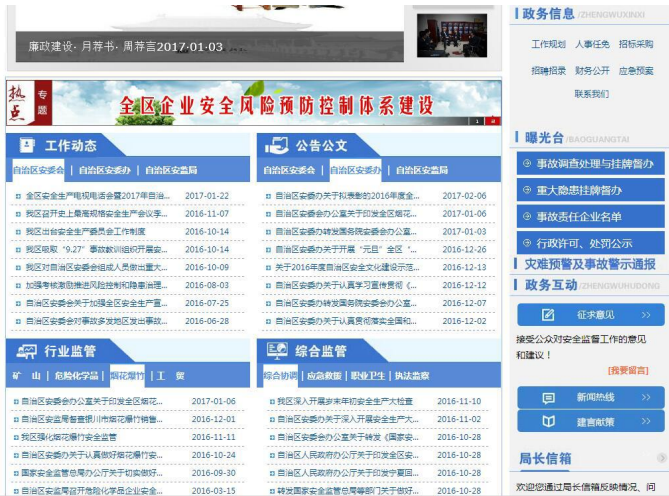 廉政建设· 月荐书· 周荐言2017·01·03
热点
专题
全区企业安全风险预防控制体系建设
1 2
工作动态
自治区安委会 | 自治区安委办 | 自治区安监局
全区安全生产电视电话会暨2017年自治... 2017-01-22
我区召开史上最高规格安全生产会议字... 2016-11-07
我区出台安全生产委员会工作制度 2016-10-14
我区吸取 “9.27” 事故教训组织开展安... 2016-10-14
我区对自治区安委会组成人员做出重大... 2016-10-09
加强考核激励推进风险控制和隐患治理... 2016-08-03
自治区安委会关于加强全区安全生产宣... 2016-07-25
自治区安委会对事故多发地区发出事故... 2016-06-28
公告公文
自治区安委会 | 自治区安委办 | 自治区安监局
自治区安委办关于拟表彰的2016年度全... 2017-02-06
自治区安委会办公室关于印发全区烟花... 2017-01-06
自治区安委办转发国务院安委会办公室... 2017-01-03
自治区安委办关于开展 “元旦” 全区 “... 2016-12-26
关于2016年度自治区安全文化建设示范... 2016-12-13
自治区安委办关于认真学习宣传贯彻《... 2016-12-12
自治区安委办转发国务院安委会办公室... 2016-12-07
自治区安委办关于认真贯彻落实全国和... 2016-12-02
行业监管
矿 山 | 危险化学品 | 烟花爆竹 | 工 贸
自治区安委会办公室关于印发全区烟花... 2017-01-06
自治区安监局督查银川市烟花爆竹销售... 2016-12-01
我区强化烟花爆竹安全监管 2016-11-11
自治区安委办关于认真做好烟花爆竹安... 2016-10-24
国家安全监管总局办公厅关于切实做好... 2016-09-30
自治区安监局召开危险化学品企业安全... 2016-03-15
综合监管
综合协调 | 应急救援 | 职业卫生 | 执法监察
我区深入开展岁末年初安全生产大检查 2016-11-10
自治区安委办关于深入开展安全生产大... 2016-11-02
自治区安委会办公室关于转发《国家安... 2016-10-28
自治区人民政府办公厅关于印发全区安... 2016-10-28
自治区人民政府办公厅关于印发宁夏回... 2016-10-28
转发国家安全监管总局等部门关于做好... 2016-10-28
政务信息 /ZHENGWUXINXI
工作规划 人事任免 招标采购
招聘招录 财务公开 应急预案
联系我们
曝光台 /BAOGUANGTAI
事故调查处理与挂牌督办
重大隐患挂牌督办
事故责任企业名单
行政许可、处罚公示
灾难预警及事故警示通报
政务互动 /ZHENGWUHUDONG
征求意见 >>
接受公众对安全监督工作的意见
和建议！
[我要留言]
新闻热线 >>
建言献策 >>
局长信箱
欢迎您通过局长信箱反映情况、问